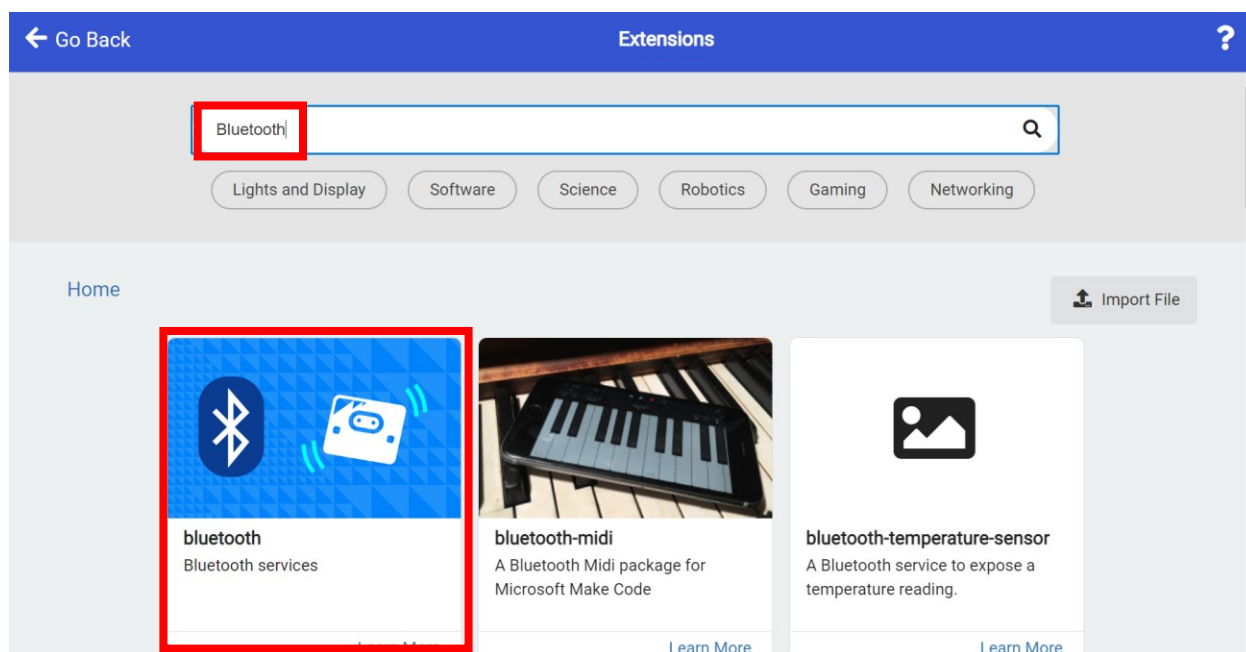 Go Back
Extensions
?
Bluetooth
Lights and Display
Software
Science
Robotics
Gaming
Networking
Home
Import File
bluetooth
Bluetooth services
Learn More
bluetooth-midi
A Bluetooth Midi package for
Microsoft Make Code
Learn More
bluetooth-temperature-sensor
A Bluetooth service to expose a
temperature reading.
Learn More